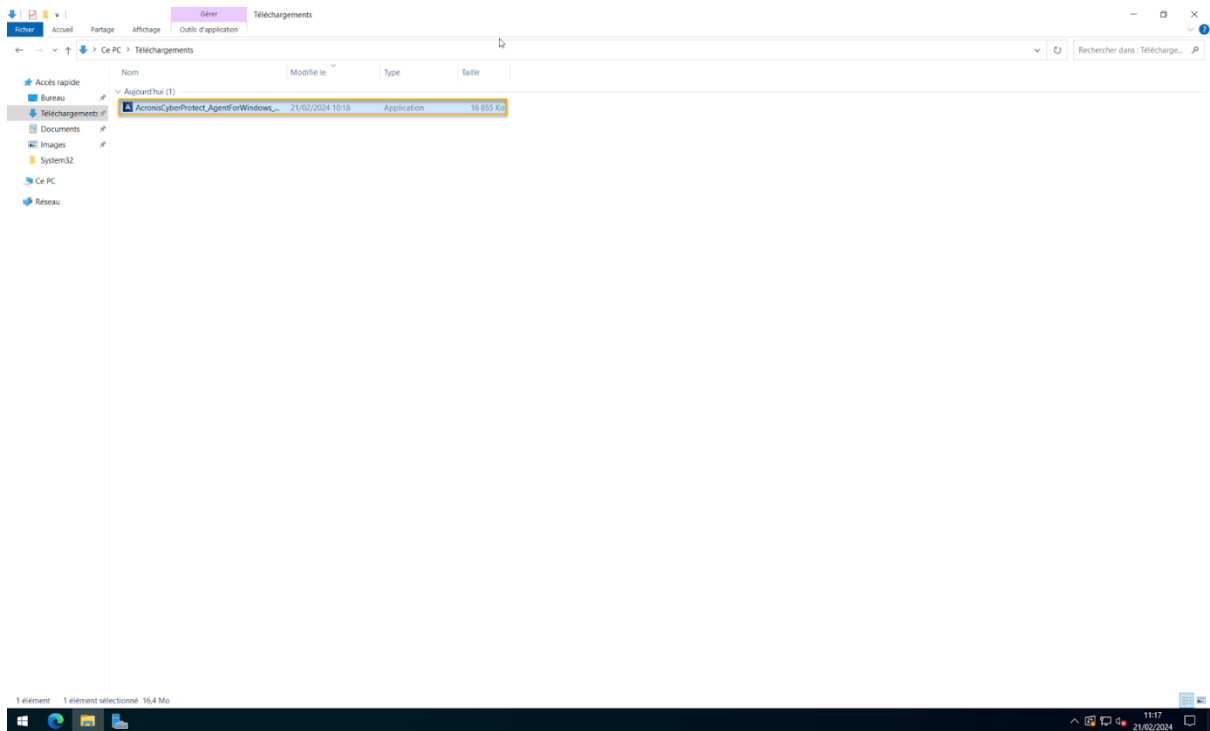 Gérer
Téléchargements
Fichier
Accueil
Partage
Affichage
Outils d'application
Ce PC > Téléchargements
Rechercher dans : Télécharge...
Nom
Modifié le
Type
Taille
Accès rapide
Bureau
Téléchargements
Documents
Images
System32
Ce PC
Réseau
Aujourd'hui (1)
AcronisCyberProtect_AgentForWindows_...
21/02/2024 10:18
Application
16 855 Ko
1 élément
1 élément sélectionné 16,4 Mo
11:17
21/02/2024